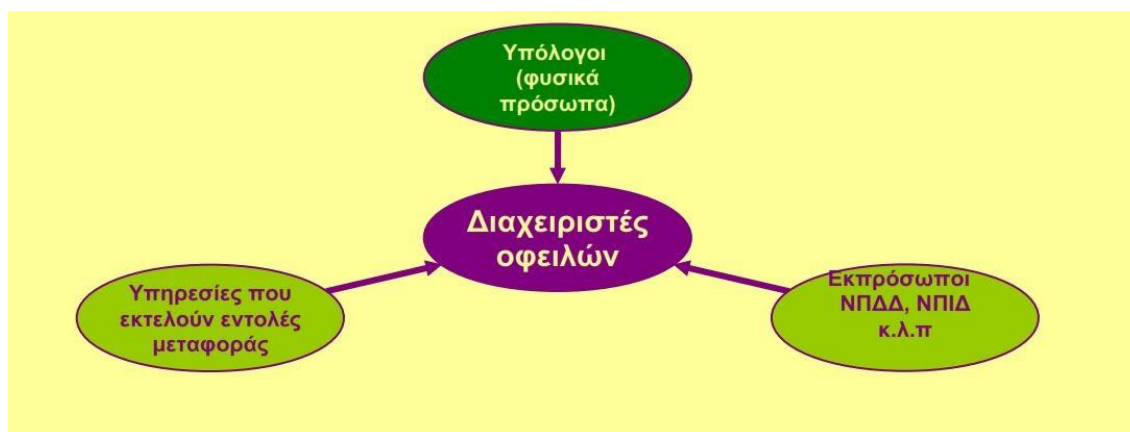 Υπόλογοι
(φυσικά
πρόσωπα)
Διαχειριστές
οφειλών
Υπηρεσίες που
εκτελούν εντολές
μεταφοράς
Εκπρόσωποι
ΝΠΔΔ, ΝΠΙΔ
κ.λ.π